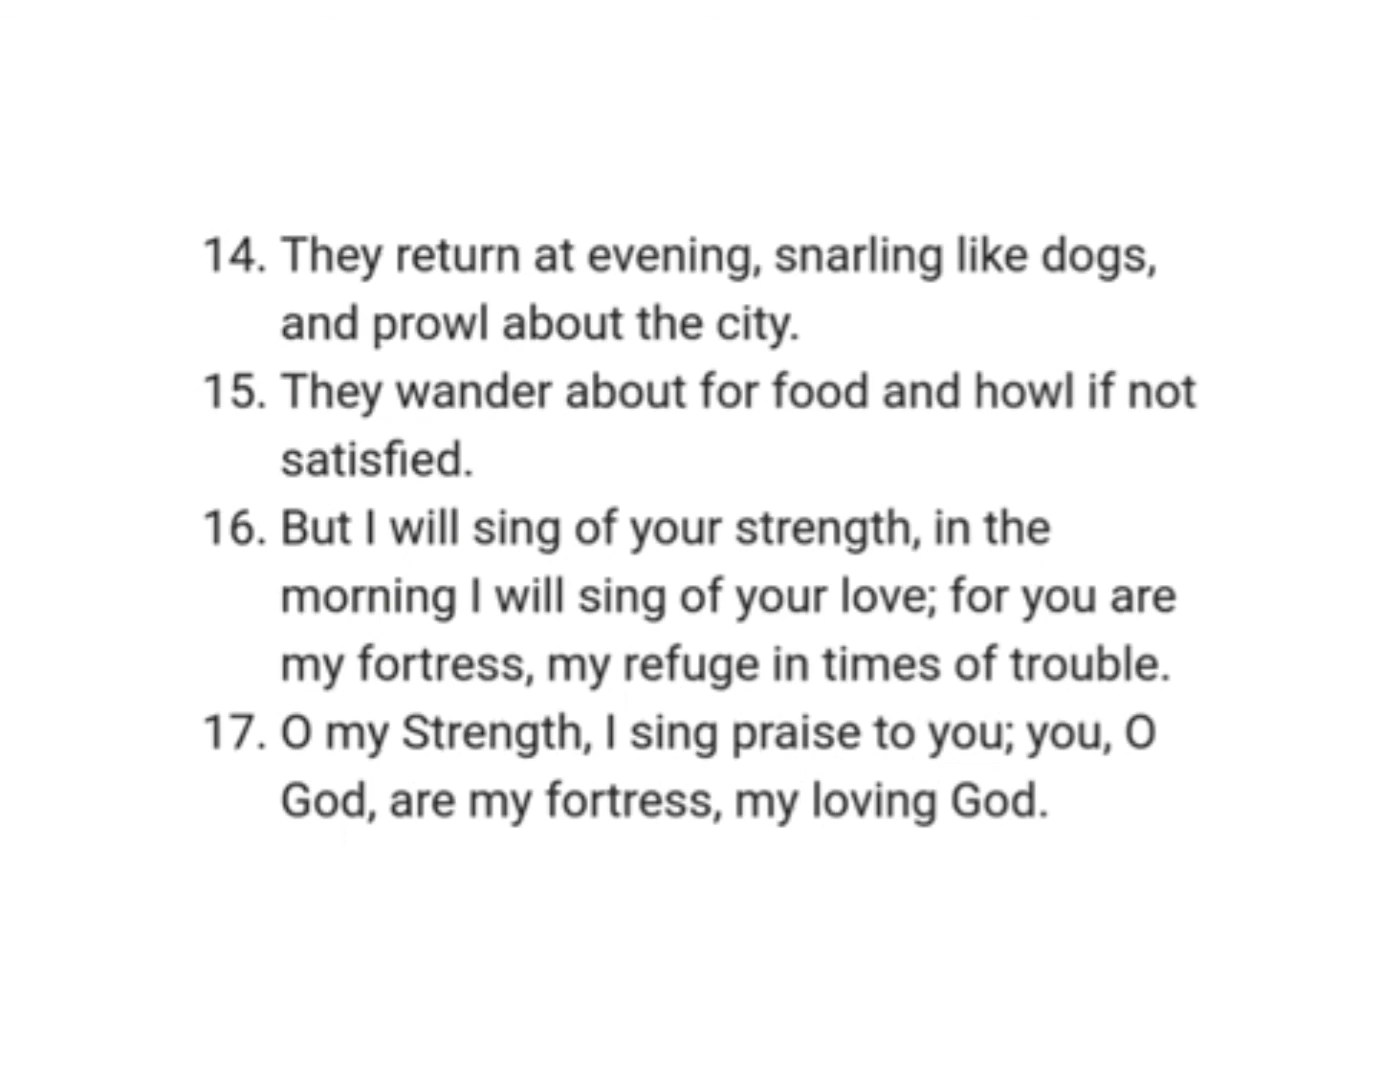 14. They return at evening, snarling like dogs,
and prowl about the city.
15. They wander about for food and howl if not
satisfied.
16. But I will sing of your strength, in the
morning I will sing of your love; for you are
my fortress, my refuge in times of trouble.
17. O my Strength, I sing praise to you; you, O
God, are my fortress, my loving God.